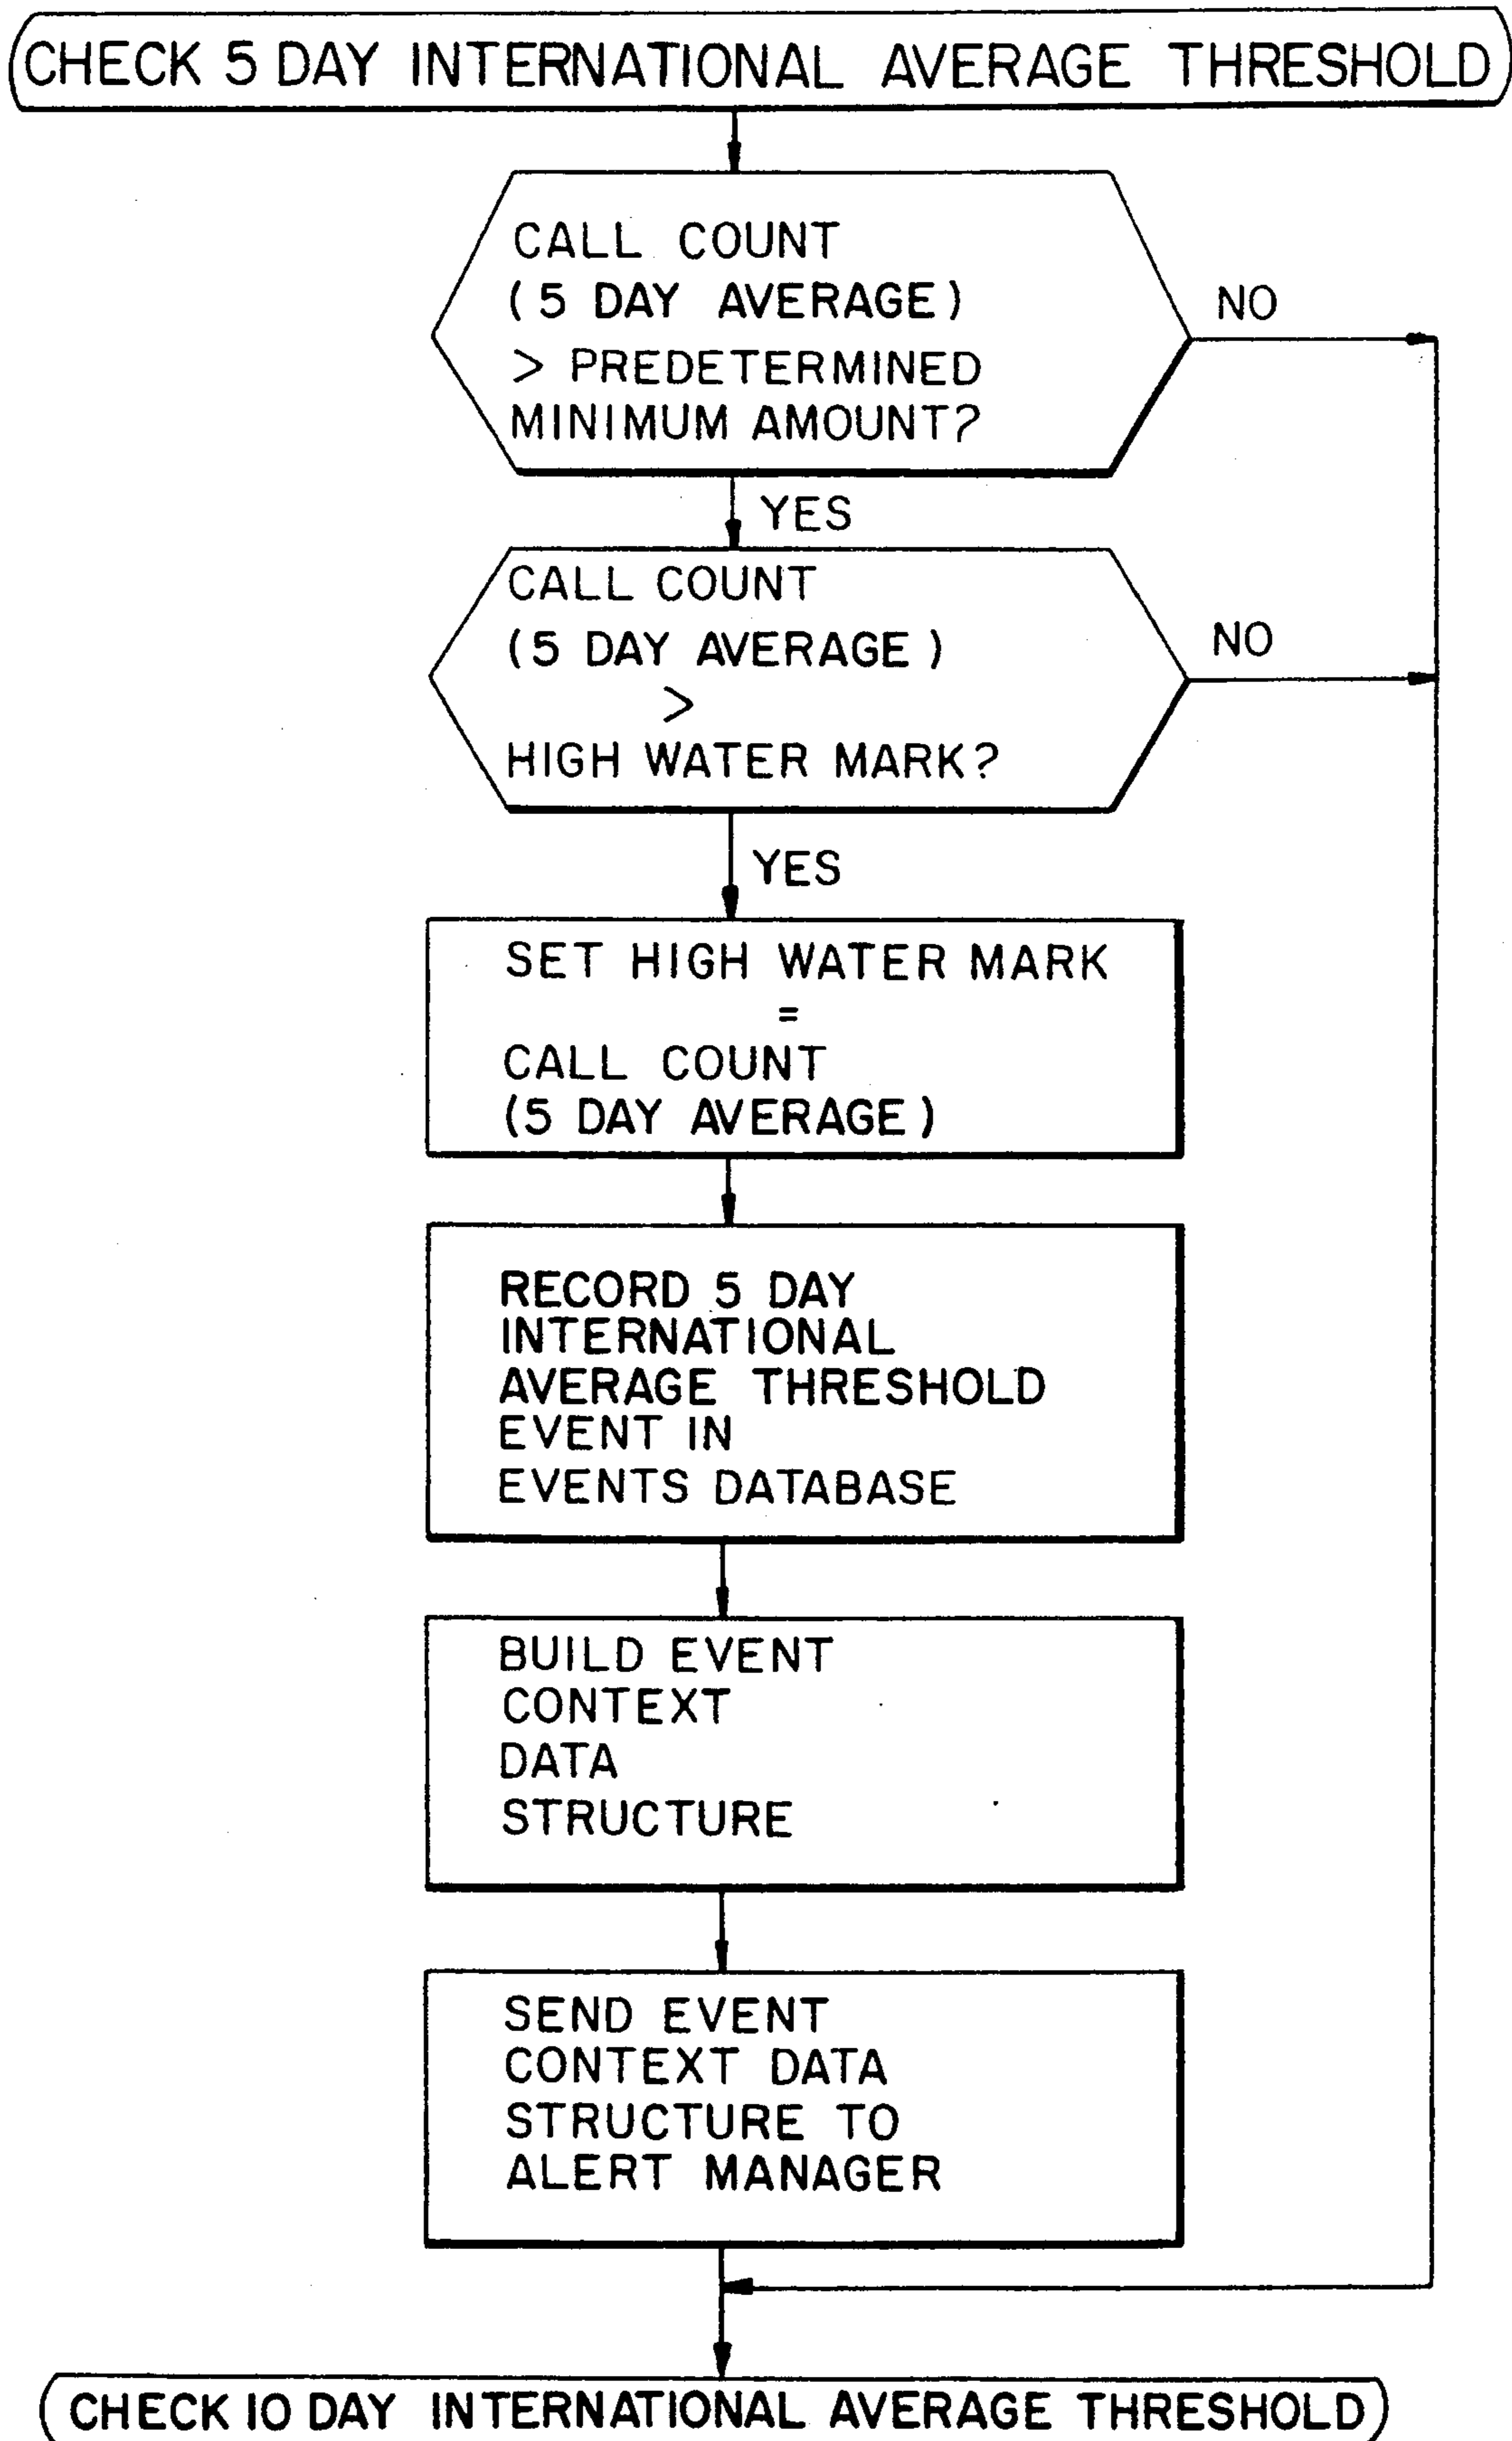 CHECK 5 DAY INTERNATIONAL AVERAGE THRESHOLD
CALL COUNT
(5 DAY AVERAGE)
> PREDETERMINED
MINIMUM AMOUNT?
NO
YES
CALL COUNT
(5 DAY AVERAGE)
>
HIGH WATER MARK?
NO
YES
SET HIGH WATER MARK
=
CALL COUNT
(5 DAY AVERAGE)
RECORD 5 DAY
INTERNATIONAL
AVERAGE THRESHOLD
EVENT IN
EVENTS DATABASE
BUILD EVENT
CONTEXT
DATA
STRUCTURE
SEND EVENT
CONTEXT DATA
STRUCTURE TO
ALERT MANAGER
CHECK 10 DAY INTERNATIONAL AVERAGE THRESHOLD